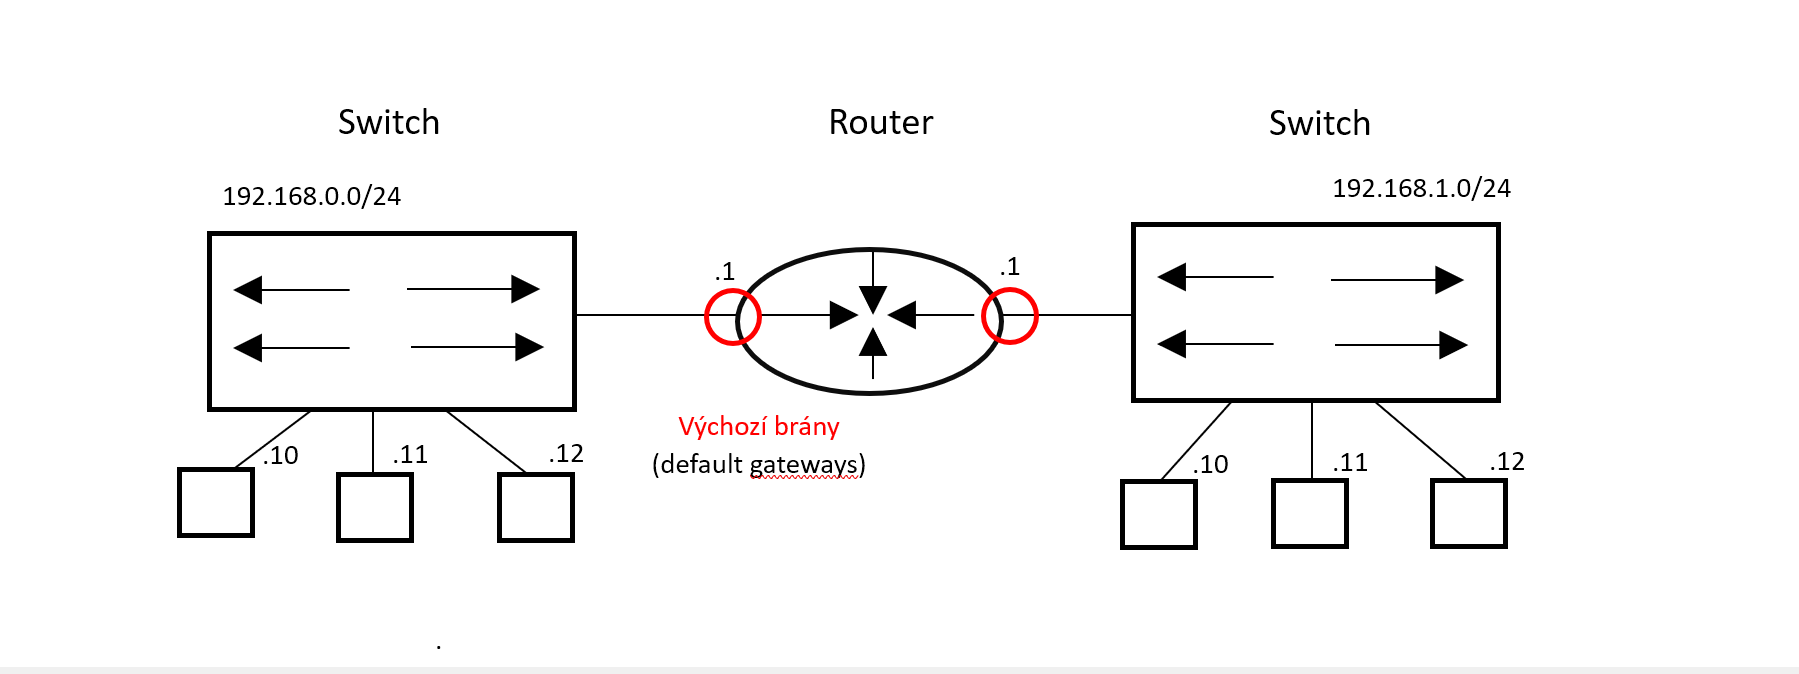 Switch
Router
Switch
192.168.0.0/24
192.168.1.0/24
.1
.1
Výchozí brány
(default gateways)
.10
.11
.12
.10
.11
.12
.